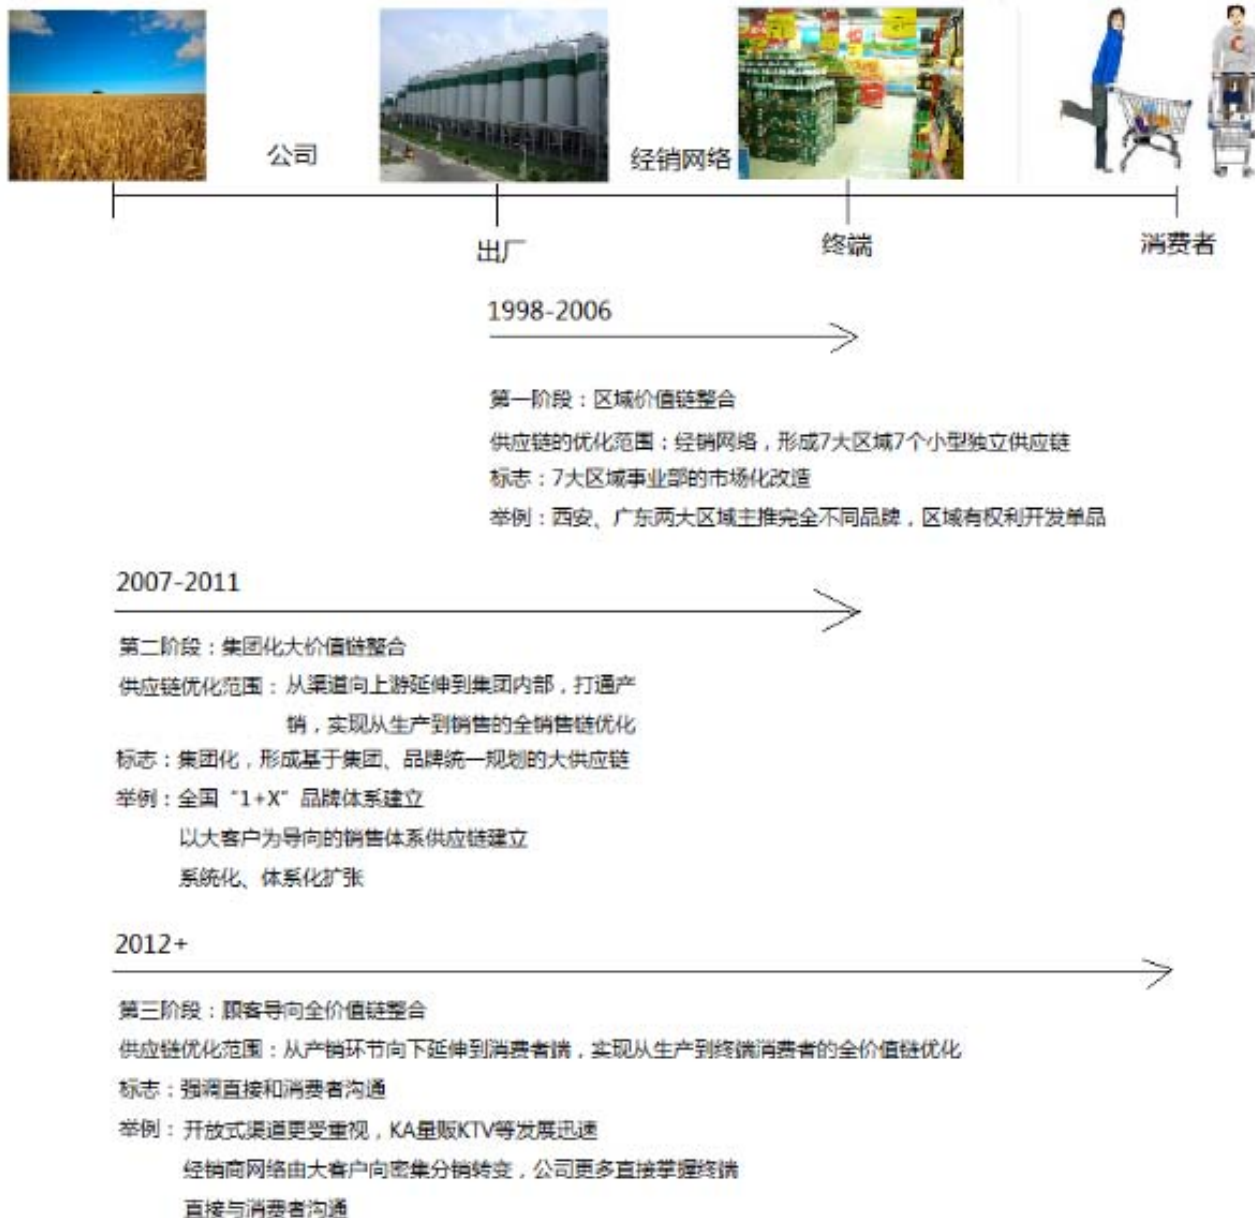 公司
经销网络
出厂
终端
消费者
1998-2006
第一阶段：区域价值链整合
供应链的优化范围：经销网络，形成7大区域7个小型独立供应链
标志：7大区域事业部的市场化改造
举例：西安、广东两大区域主推完全不同品牌，区域有权利开发单品
2007-2011
第二阶段：集团化大价值链整合
供应链优化范围：从渠道向上游延伸到集团内部，打通产
销，实现从生产到销售的全销售链优化
标志：集团化，形成基于集团、品牌统一规划的大供应链
举例：全国“1+X”品牌体系建立
以大客户为导向的销售体系供应链建立
系统化、体系化扩张
2012+
第三阶段：顾客导向全价值链整合
供应链优化范围：从产销环节向下延伸到消费者端，实现从生产到终端消费者的全价值链优化
标志：强调直接和消费者沟通
举例：开放式渠道更受重视，KA量贩KTV等发展迅速
经销商网络由大客户向密集分销转变，公司更多直接掌握终端
直接与消费者沟通